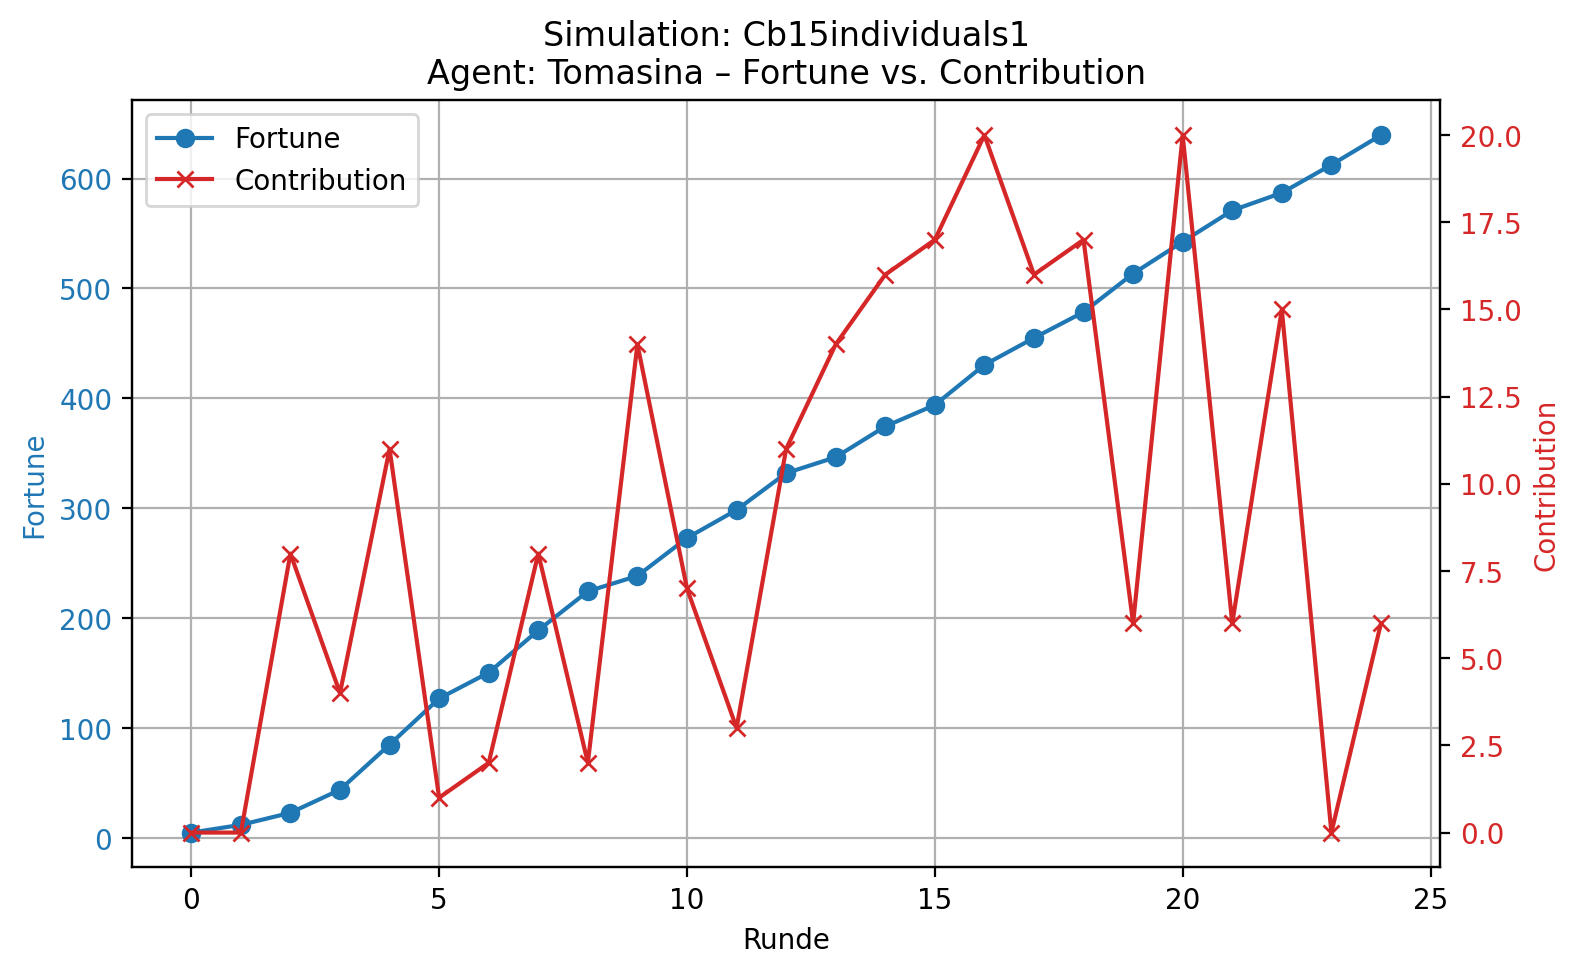 Simulation: Cb15individuals1
Agent: Tomasina – Fortune vs. Contribution
Fortune
Contribution
600
500
400
300
200
100
0
Fortune
20.0
17.5
15.0
12.5
10.0
7.5
5.0
2.5
0.0
Contribution
0 5 10 15 20 25
Runde